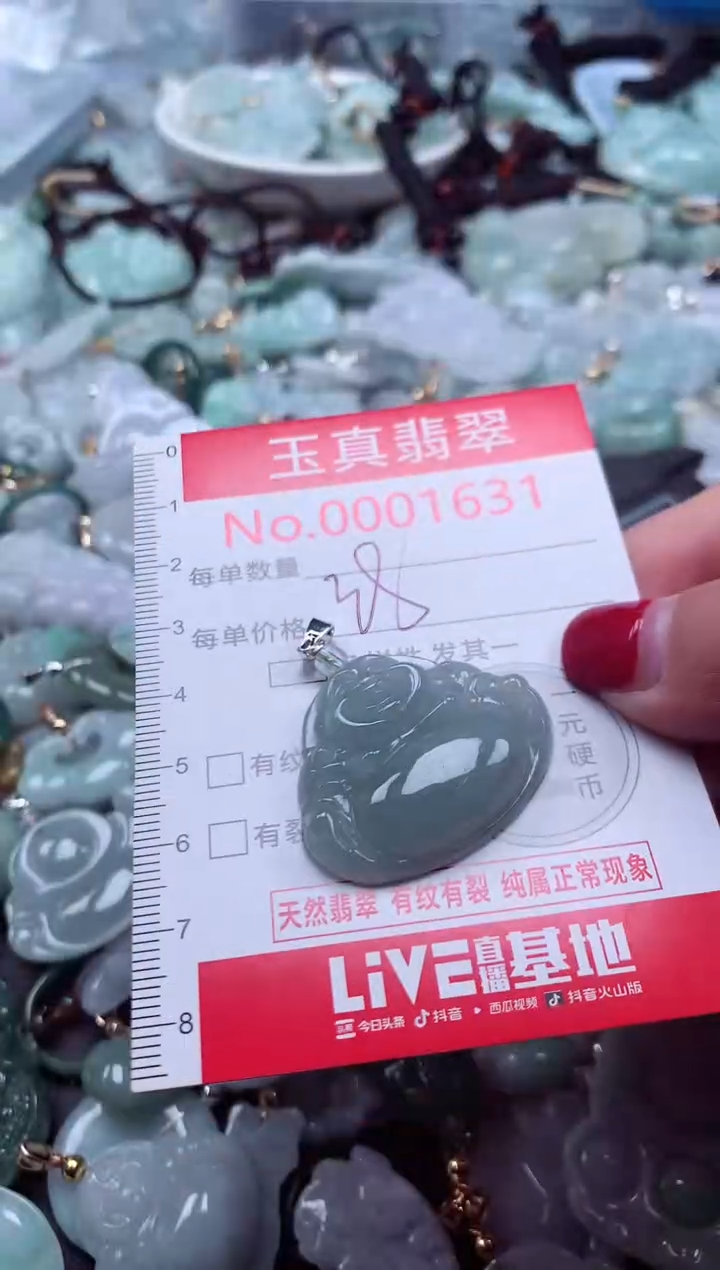 玉真翡翠
No.0001631
0
1
2
3
4
5
6
7
8
每单数量
每单价格
发其一
有纹
有裂
一元硬币
天然翡翠 有纹有裂 纯属正常现象
LiVE直播基地
头条 今日头条 抖音 西瓜视频 抖音火山版